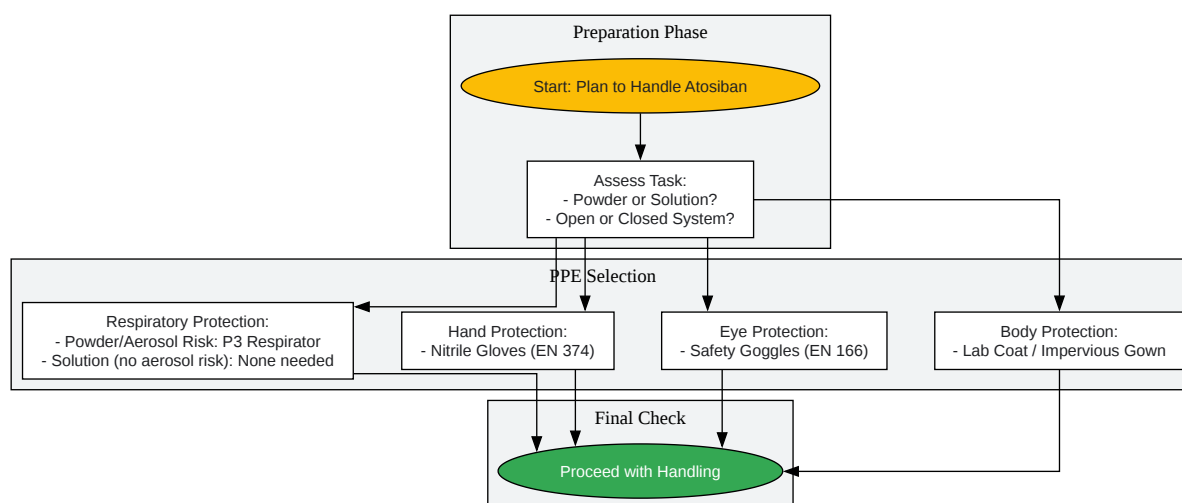 Preparation Phase
Start: Plan to Handle Atosiban
Assess Task:
- Powder or Solution?
- Open or Closed System?
PPE Selection
Respiratory Protection:
- Powder/Aerosol Risk: P3 Respirator
- Solution (no aerosol risk): None needed
Hand Protection:
- Nitrile Gloves (EN 374)
Eye Protection:
- Safety Goggles (EN 166)
Body Protection:
- Lab Coat / Impervious Gown
Final Check
Proceed with Handling